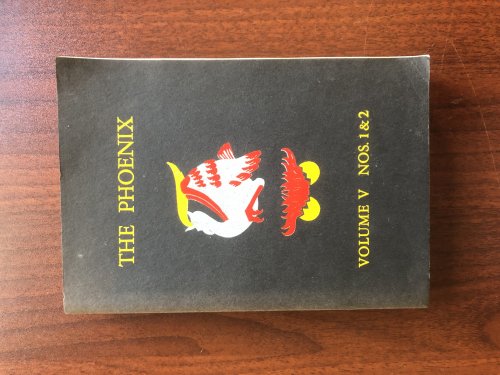 THE PHOENIX
VOLUME V NOS. 1 & 2